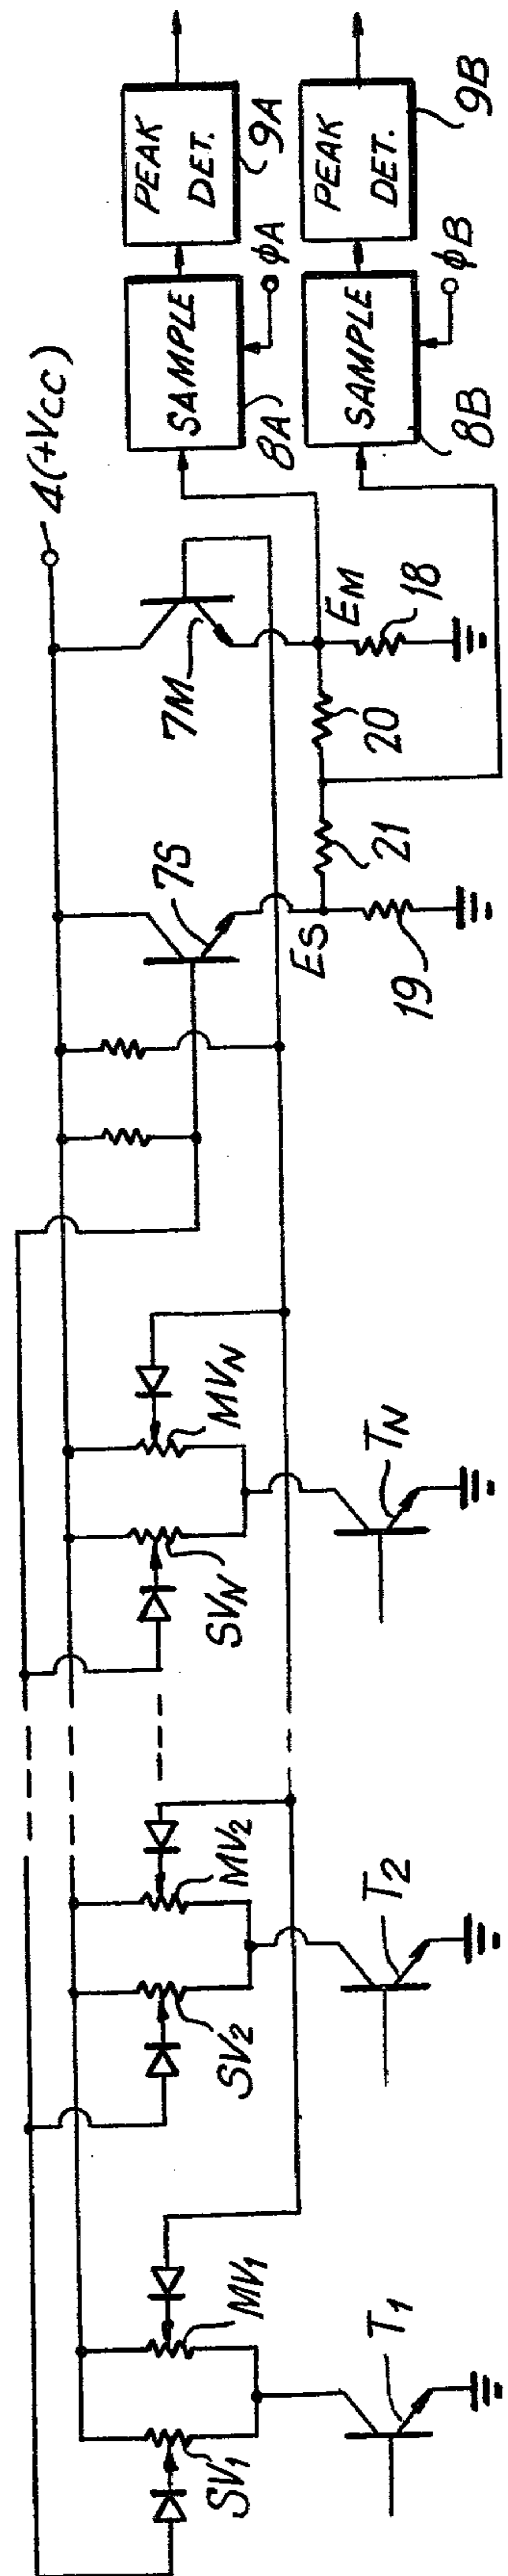 4(+VCC)
PEAK
DET.
9A
SAMPLE
8A
ϕA
PEAK
DET.
9B
SAMPLE
8B
ϕB
7M
7S
EM
18
20
21
ES
19
MVN
SVN
TN
MV2
SV2
T2
MV1
SV1
T1